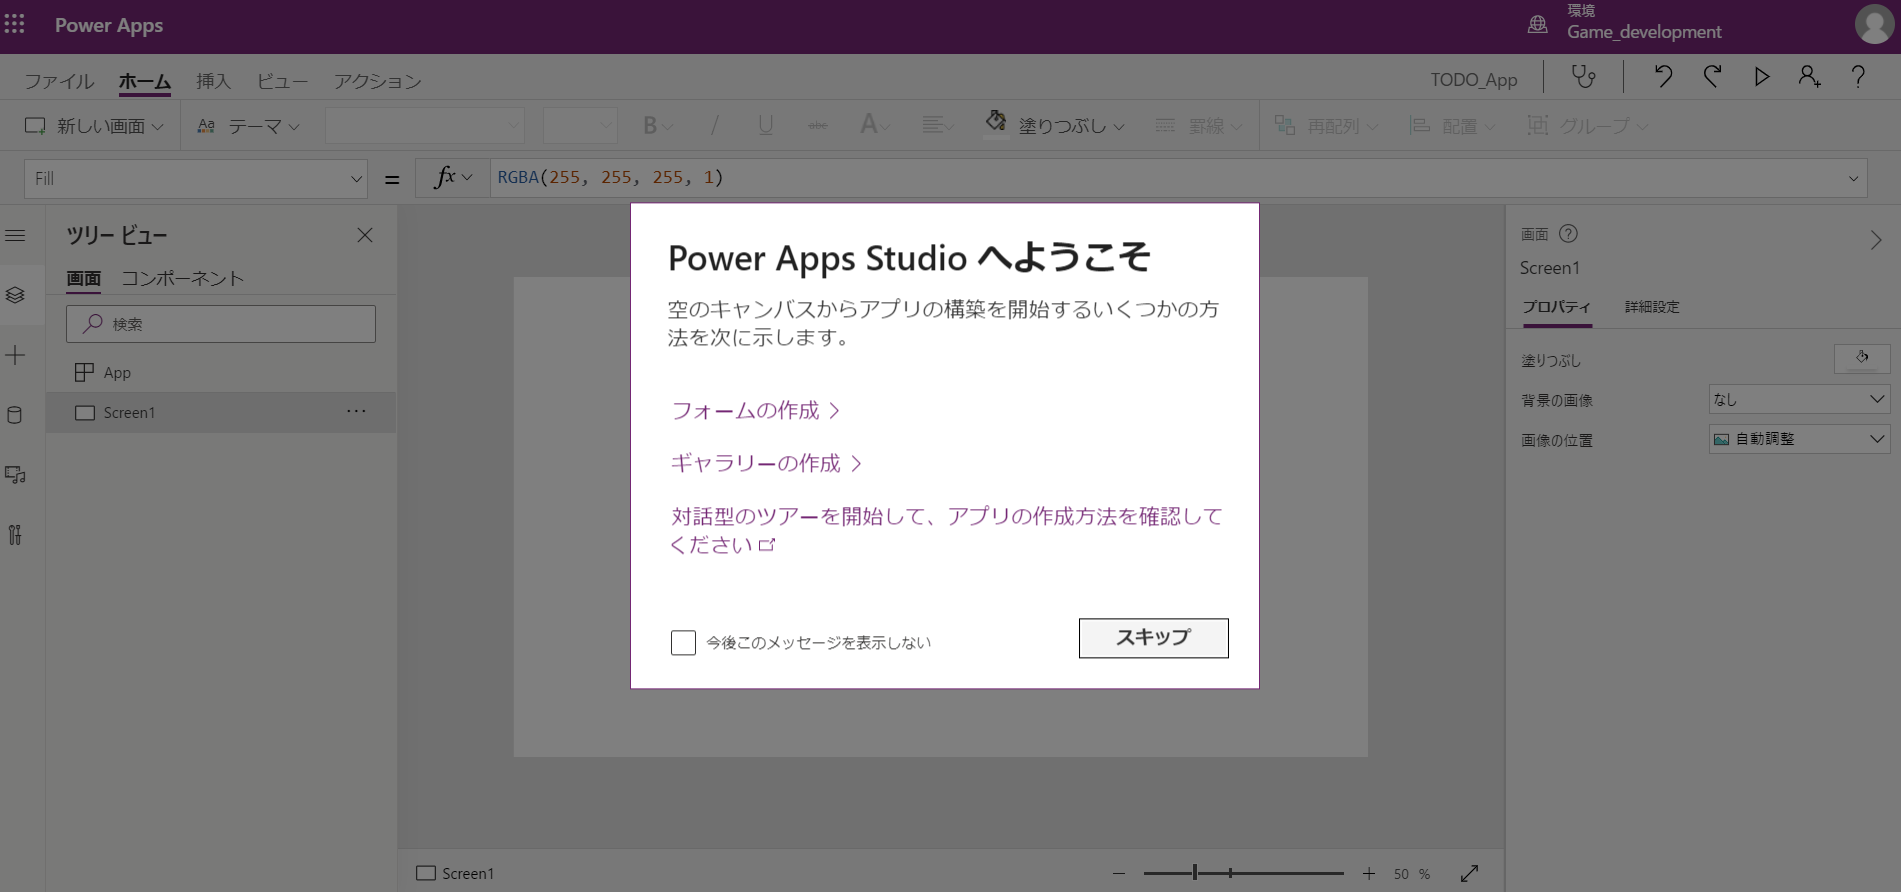 Power Apps
環境
Game_development
ファイル ホーム 挿入 ビュー アクション
TODO_App
新しい画面 Aa テーマ B / U abc A 塗りつぶし 罫線 再配列 配置 グループ
Fill = fx RGBA(255, 255, 255, 1)
ツリー ビュー
画面 コンポーネント
検索
App
Screen1 ...
Power Apps Studio へようこそ
空のキャンバスからアプリの構築を開始するいくつかの方
法を次に示します。
フォームの作成
ギャラリーの作成
対話型のツアーを開始して、アプリの作成方法を確認して
ください
今後このメッセージを表示しない
スキップ
画面 ?
Screen1
プロパティ 詳細設定
塗りつぶし
背景の画像 なし
画像の位置 自動調整
Screen1
50 %